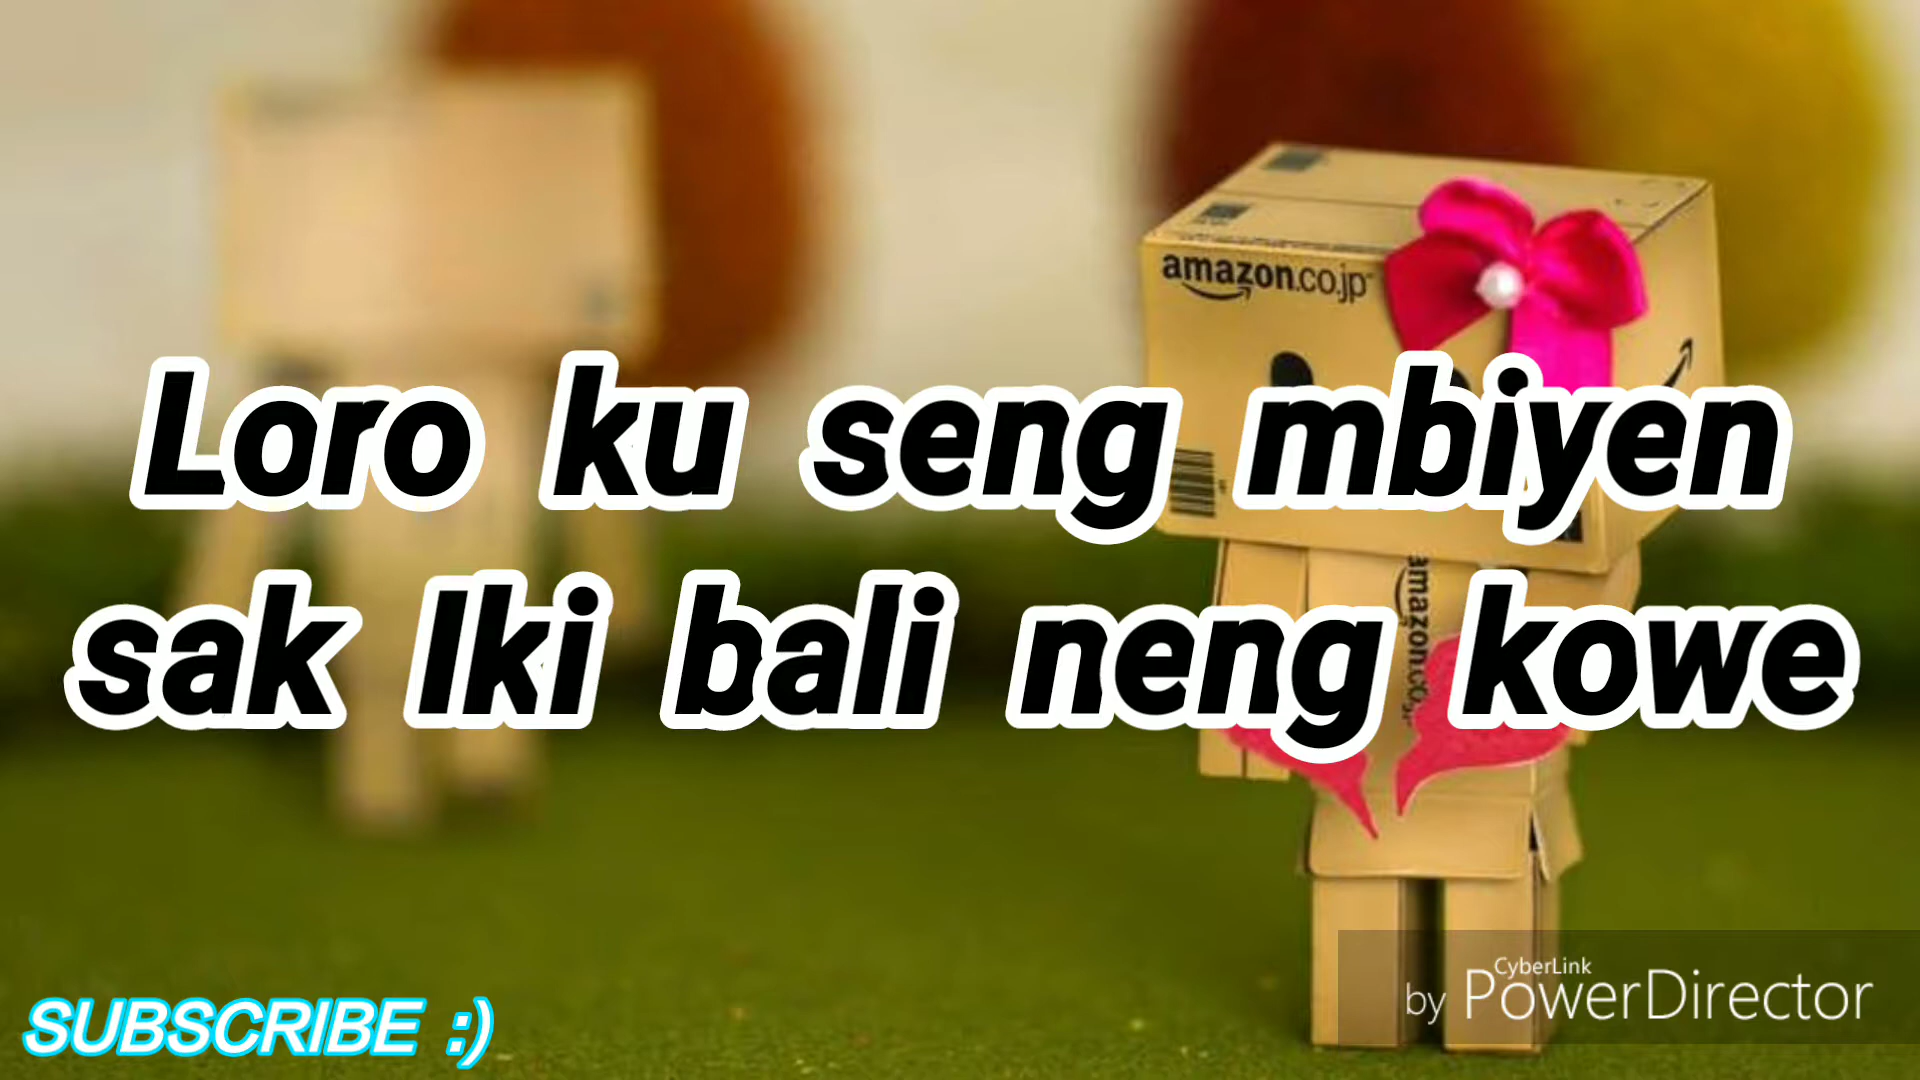 amazon.co.jp
Loro ku seng mbiyen
sak Iki bali neng kowe
amazon.co.jp
SUBSCRIBE :)
CyberLink
by PowerDirector